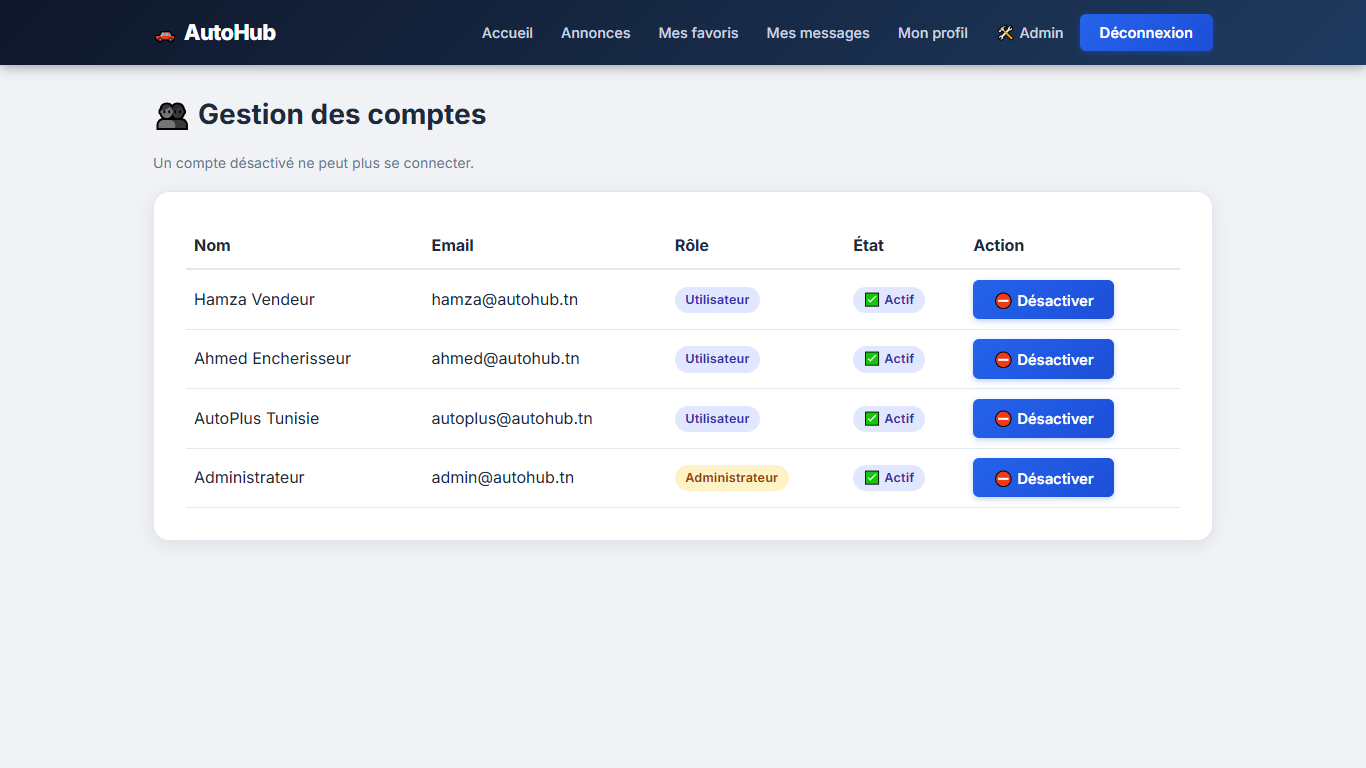 AutoHub Accueil Annonces Mes favoris Mes messages Mon profil Admin Déconnexion
Gestion des comptes
Un compte désactivé ne peut plus se connecter.
Nom Email Rôle État Action
Hamza Vendeur hamza@autohub.tn Utilisateur Actif Désactiver
Ahmed Encherisseur ahmed@autohub.tn Utilisateur Actif Désactiver
AutoPlus Tunisie autoplus@autohub.tn Utilisateur Actif Désactiver
Administrateur admin@autohub.tn Administrateur Actif Désactiver